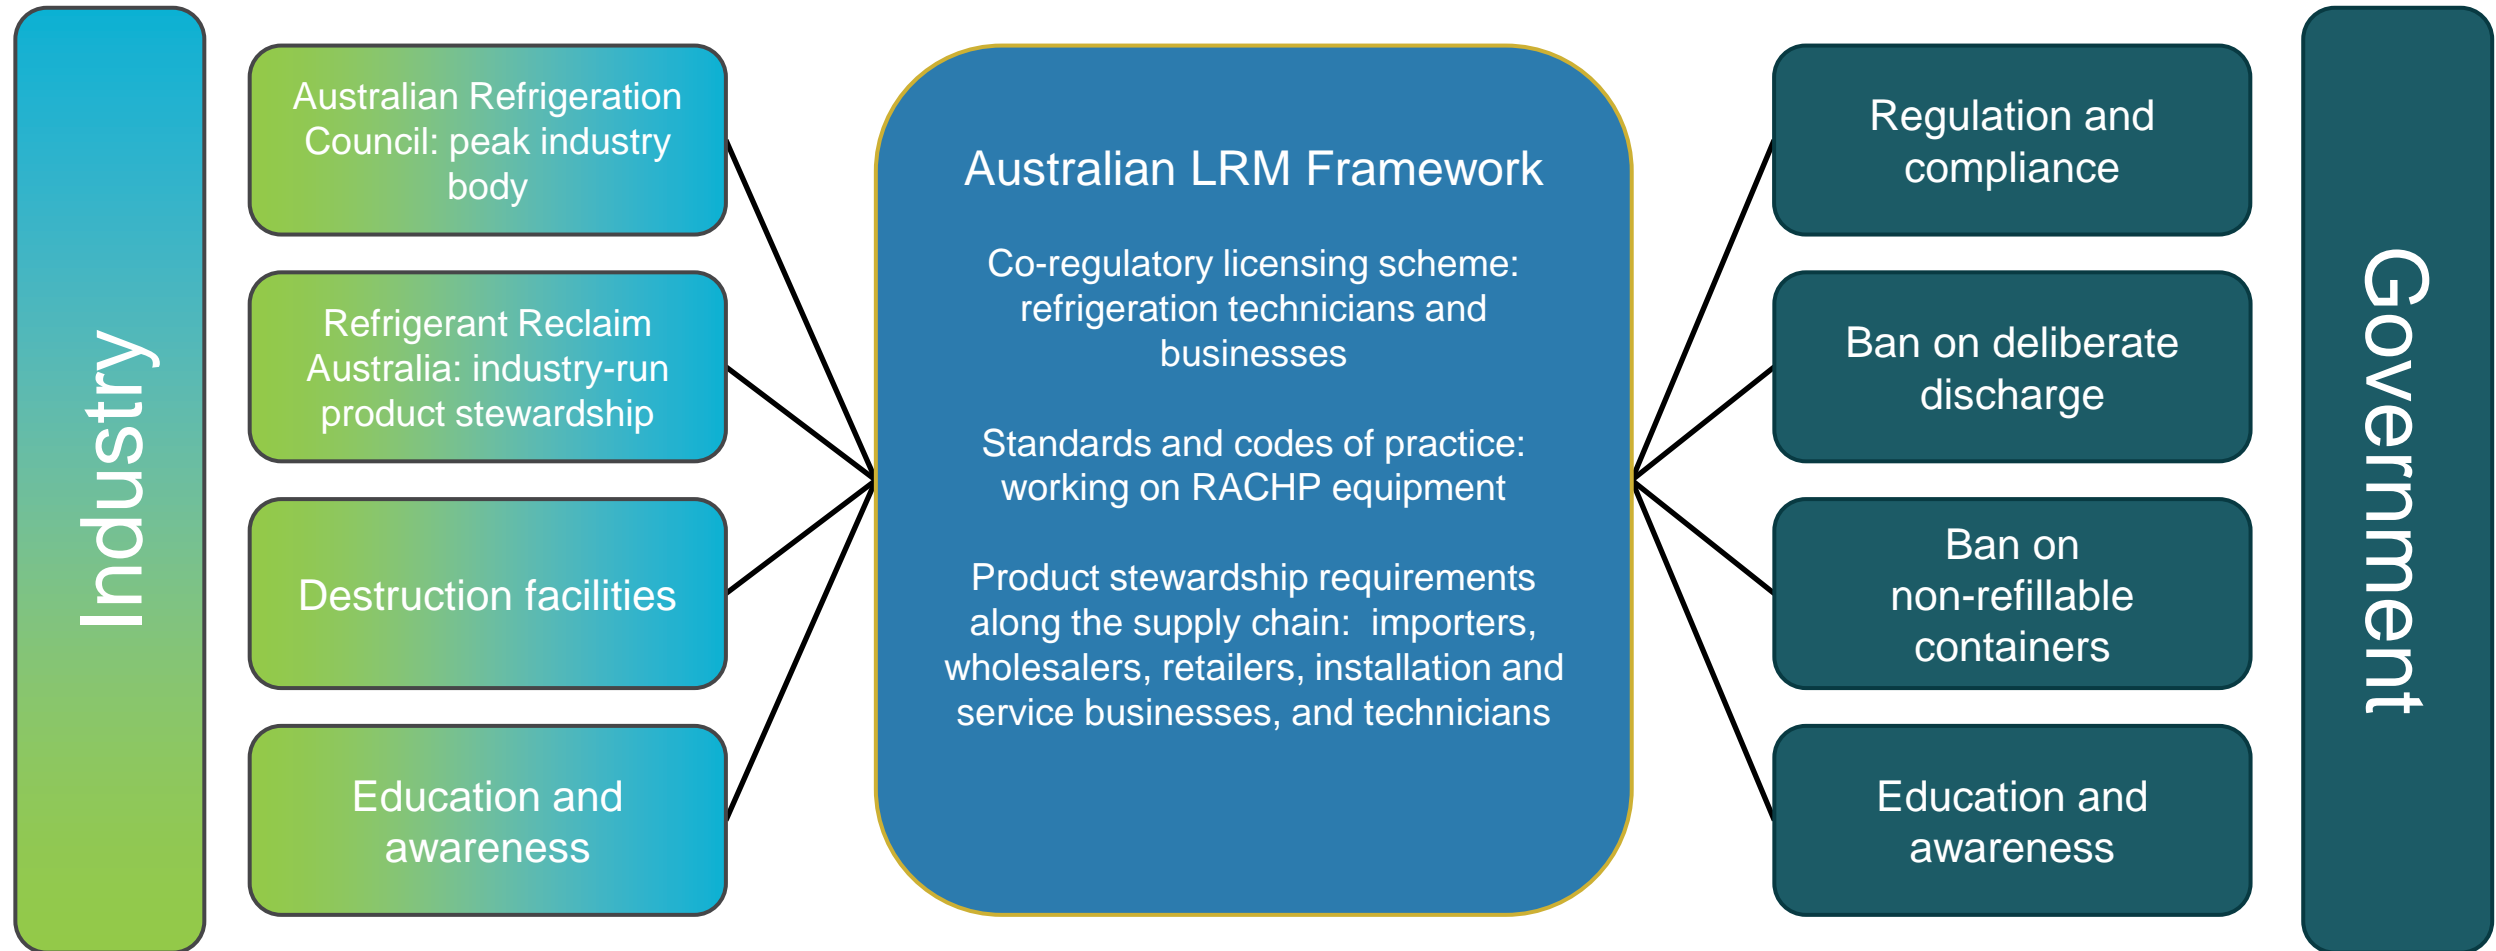 Industry
Australian Refrigeration
Council: peak industry
body
Refrigerant Reclaim
Australia: industry-run
product stewardship
Destruction facilities
Education and
awareness
Australian LRM Framework
Co-regulatory licensing scheme:
refrigeration technicians and
businesses
Standards and codes of practice:
working on RACHP equipment
Product stewardship requirements
along the supply chain:  importers,
wholesalers, retailers, installation and
service businesses, and technicians
Regulation and
compliance
Ban on deliberate
discharge
Ban on
non-refillable
containers
Education and
awareness
Government